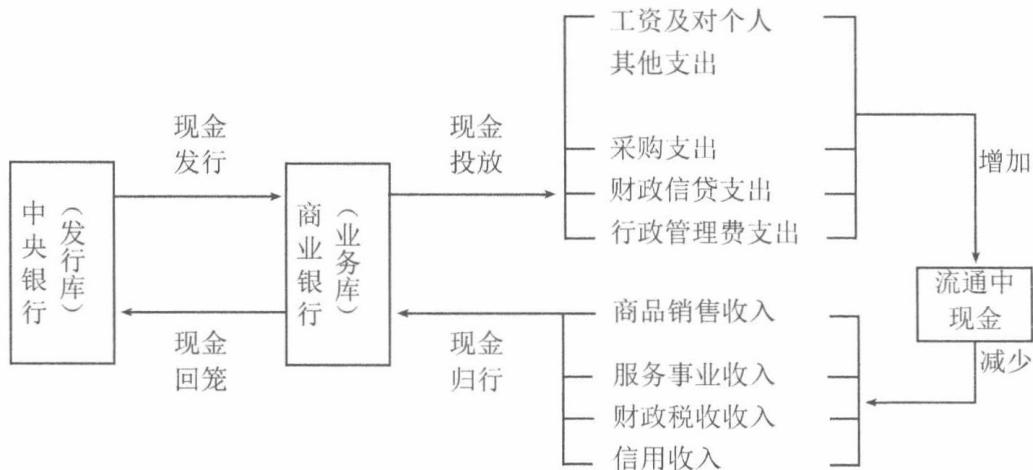 中央银行
（发行库）
现金
发行
现金
回笼
商业银行
（业务库）
现金
投放
现金
归行
工资及对个人
其他支出
采购支出
财政信贷支出
行政管理费支出
商品销售收入
服务事业收入
财政税收收入
信用收入
增加
流通中
现金
减少